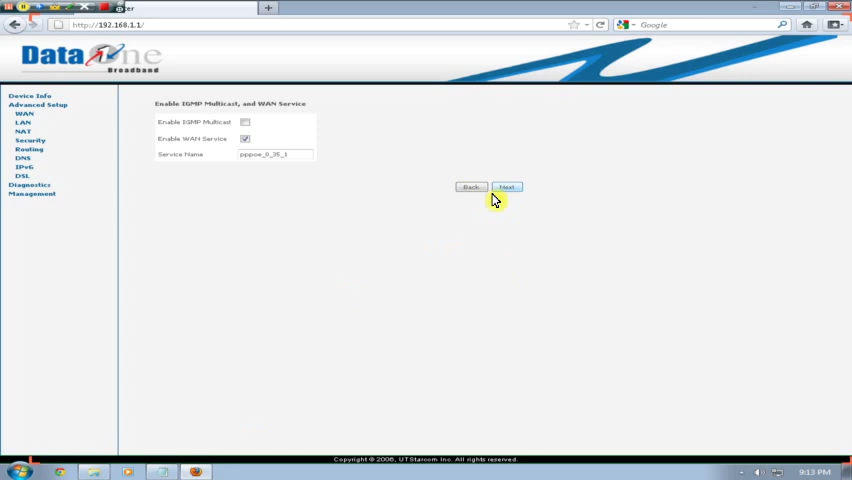 ter
http://192.168.1.1/
Google
DataOne
Broadband
Device Info
Advanced Setup
WAN
LAN
NAT
Security
Routing
DNS
IPv6
DSL
Diagnostics
Management
Enable IGMP Multicast, and WAN Service
Enable IGMP Multicast
Enable WAN Service
Service Name pppoe_0_35_1
Back Next
Copyright © 2006, UTStarcom Inc. All rights reserved.
9:13 PM